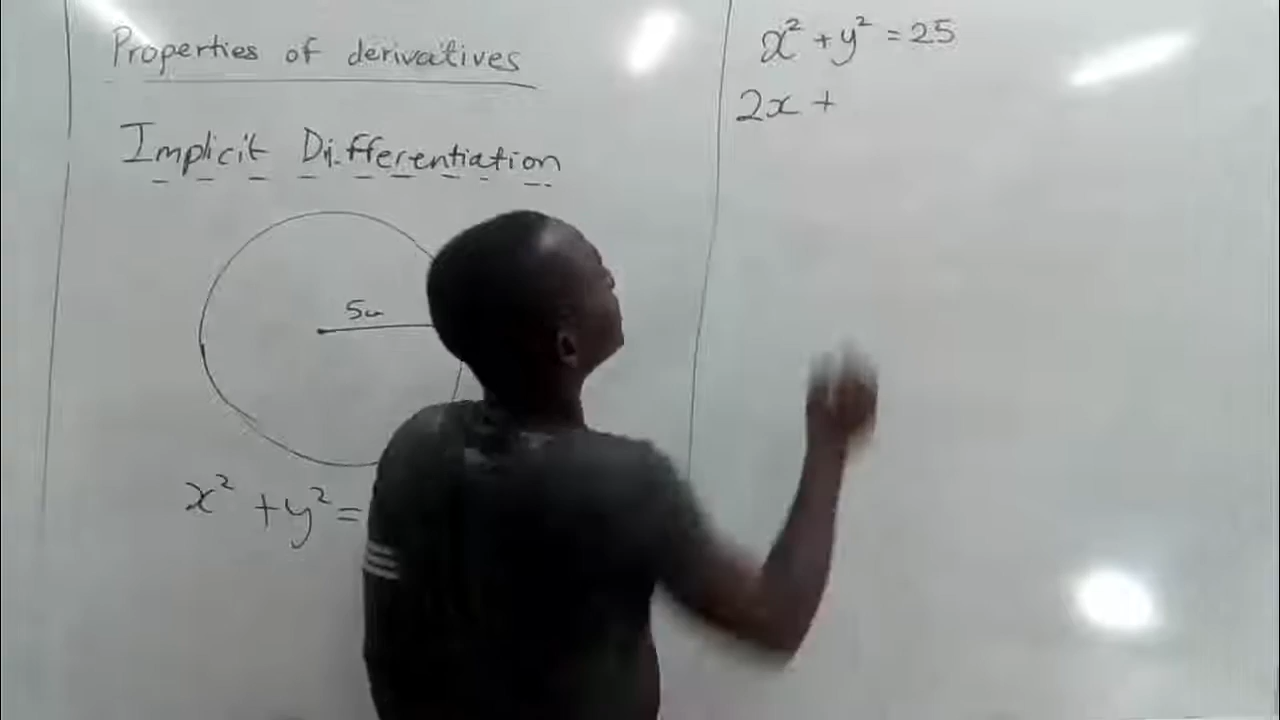 Properties of derivatives
Implicit Differentiation
5cm
x² + y² =
x² + y² = 25
2x +